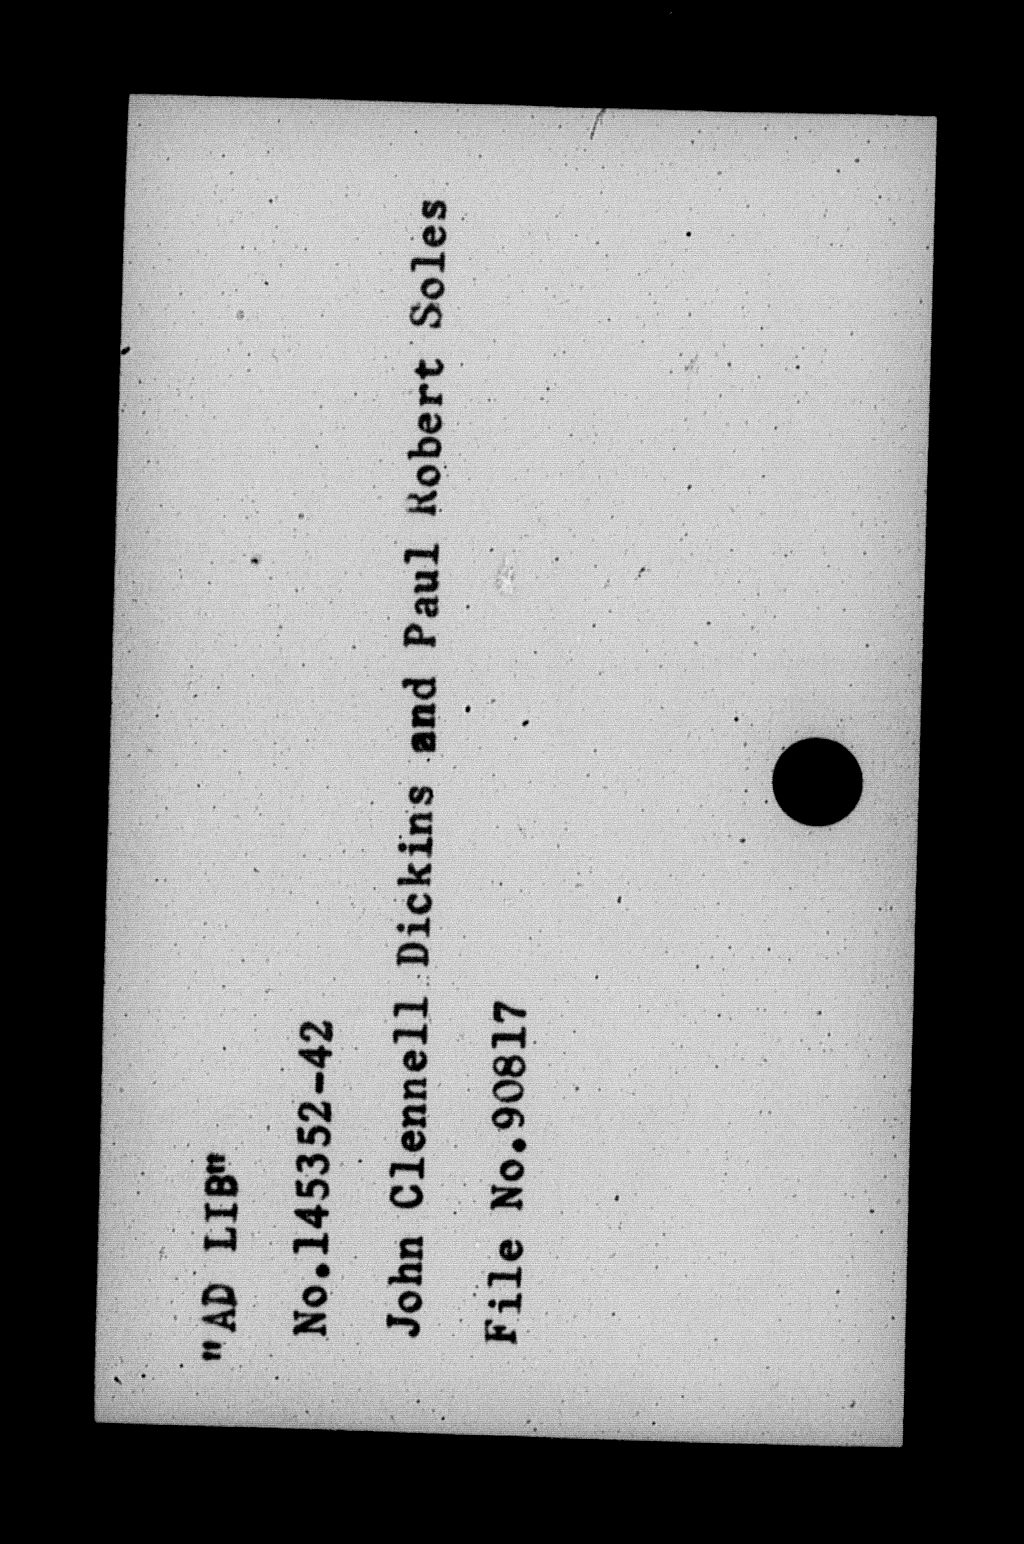 "AD LIB"
No.145352-42
John Clennell Dickins and Paul Robert Soles
File No.90817